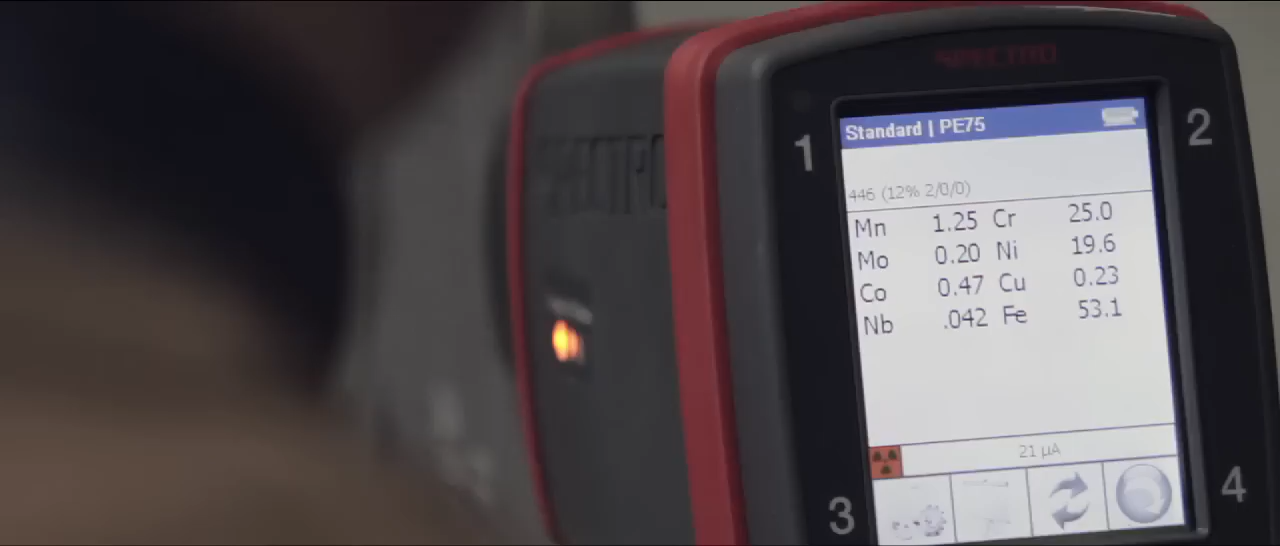 SPECTRO
SPECTRO
1
2
3
4
Standard | PE75
446 (12% 2/0/0)
Mn 1.25 Cr 25.0
Mo 0.20 Ni 19.6
Co 0.47 Cu 0.23
Nb .042 Fe 53.1
21 µA